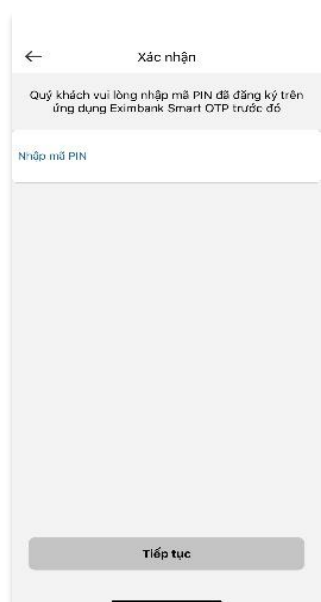 Xác nhận
Quý khách vui lòng nhập mã PIN đã đăng ký trên
ứng dụng Eximbank Smart OTP trước đó
Nhập mã PIN
Tiếp tục